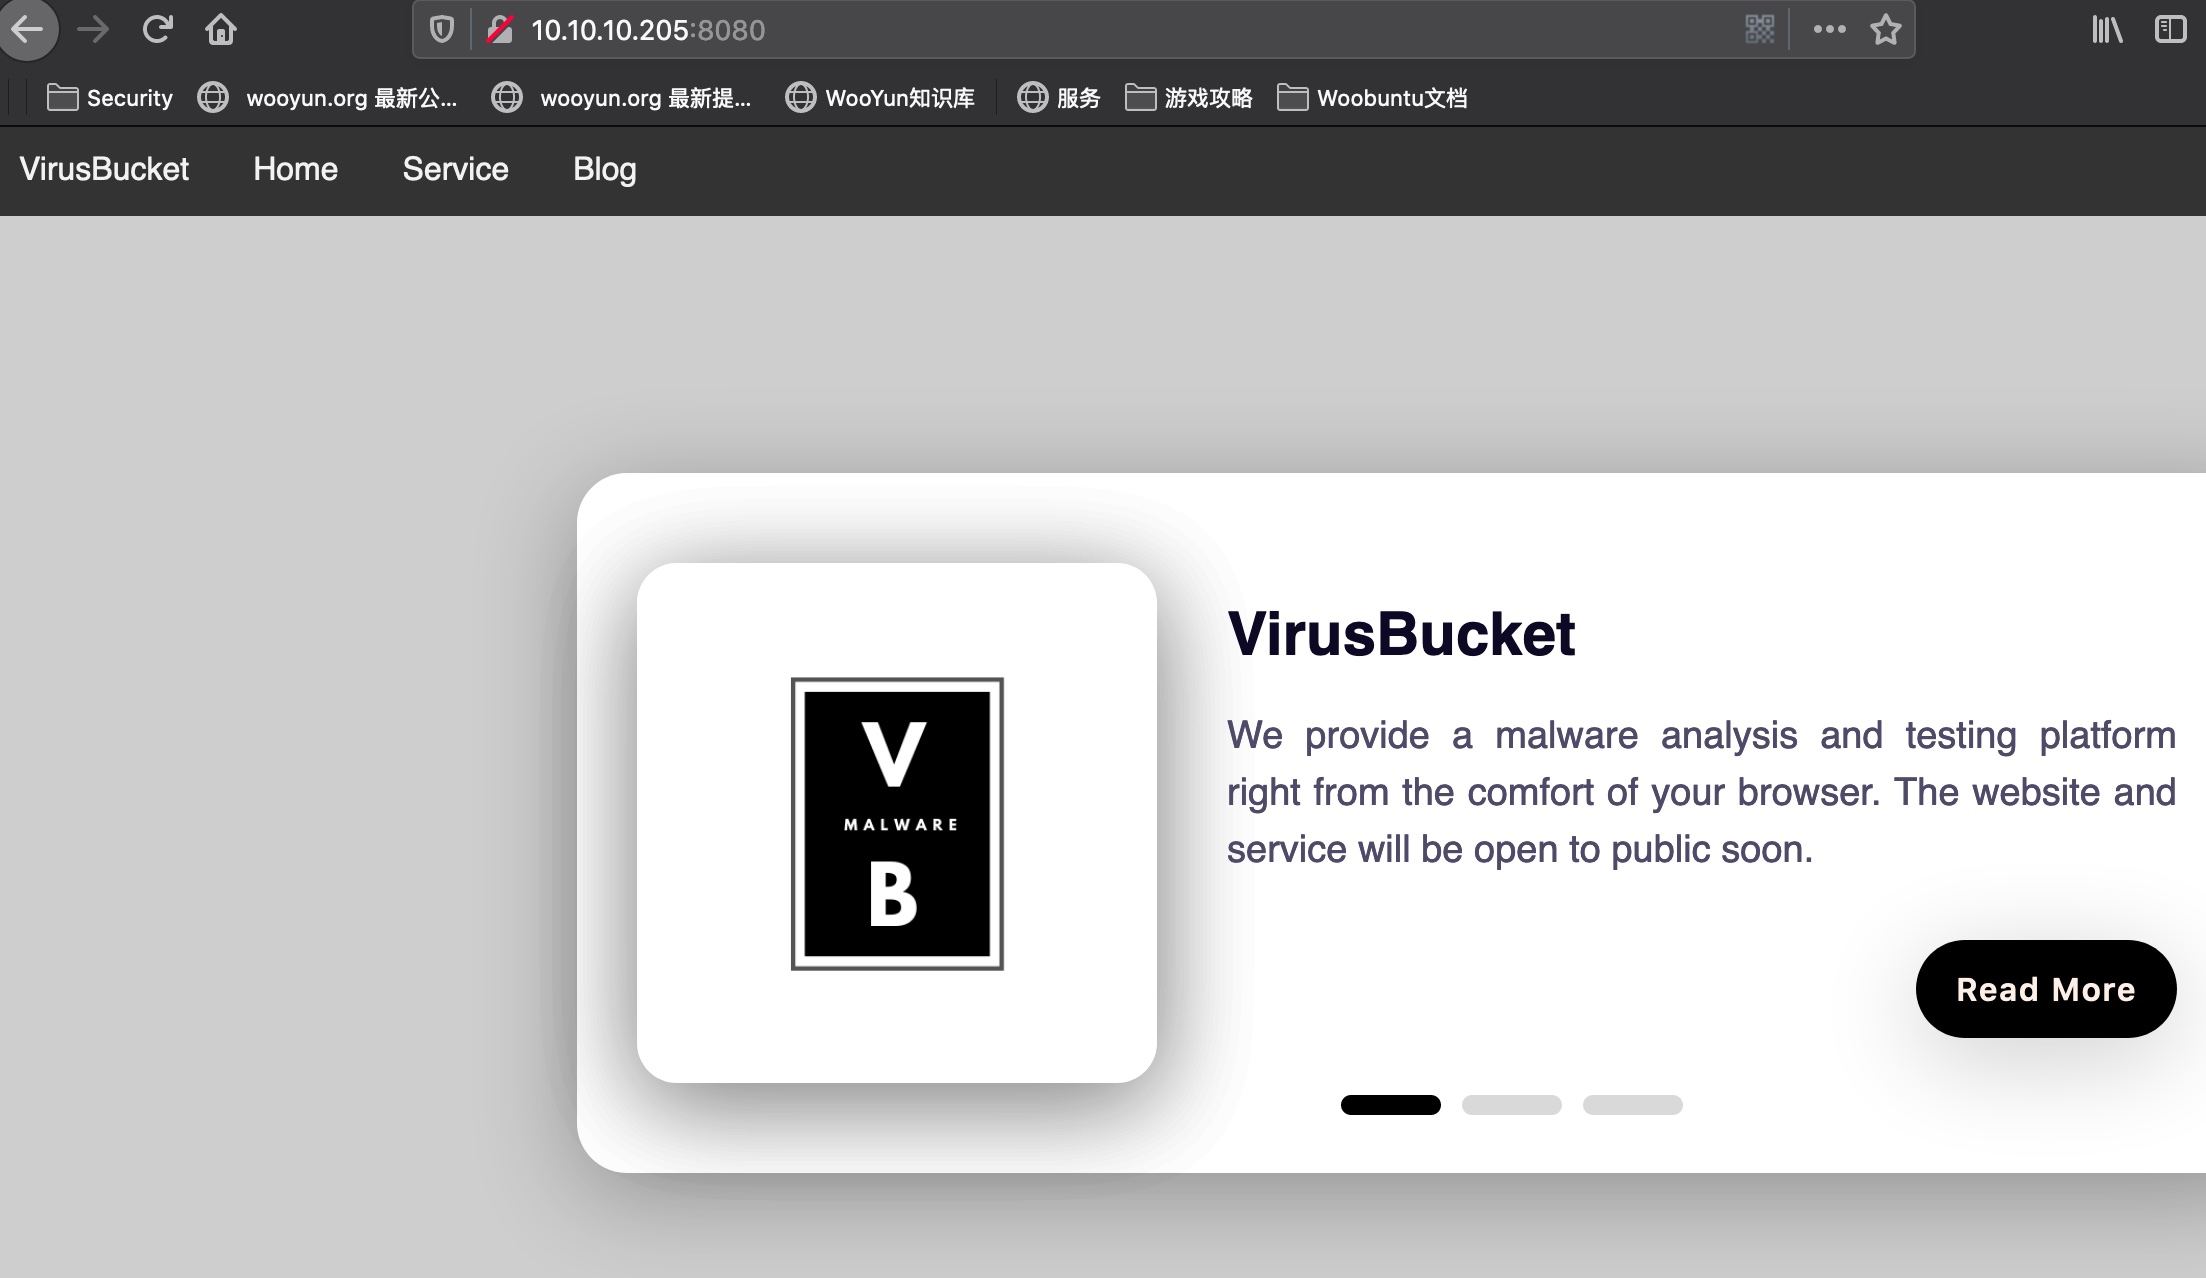 10.10.10.205:8080
Security wooyun.org 最新公... wooyun.org 最新提... WooYun知识库 服务 游戏攻略 Woobuntu文档
VirusBucket Home Service Blog
V
MALWARE
B
VirusBucket
We provide a malware analysis and testing platform
right from the comfort of your browser. The website and
service will be open to public soon.
Read More